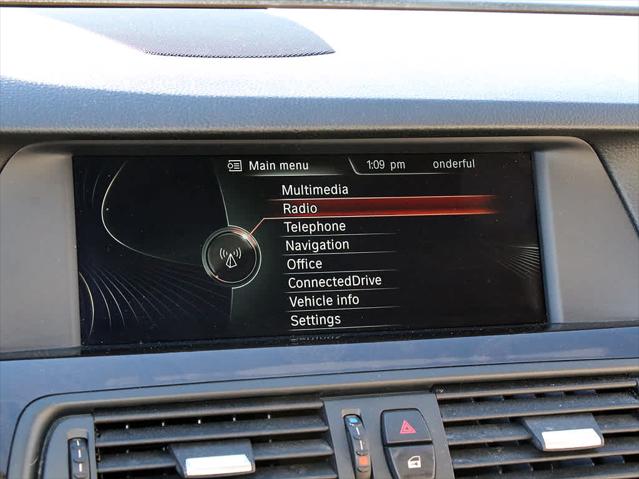 Main menu 1:09 pm onderful
Multimedia
Radio
Telephone
Navigation
Office
ConnectedDrive
Vehicle info
Settings